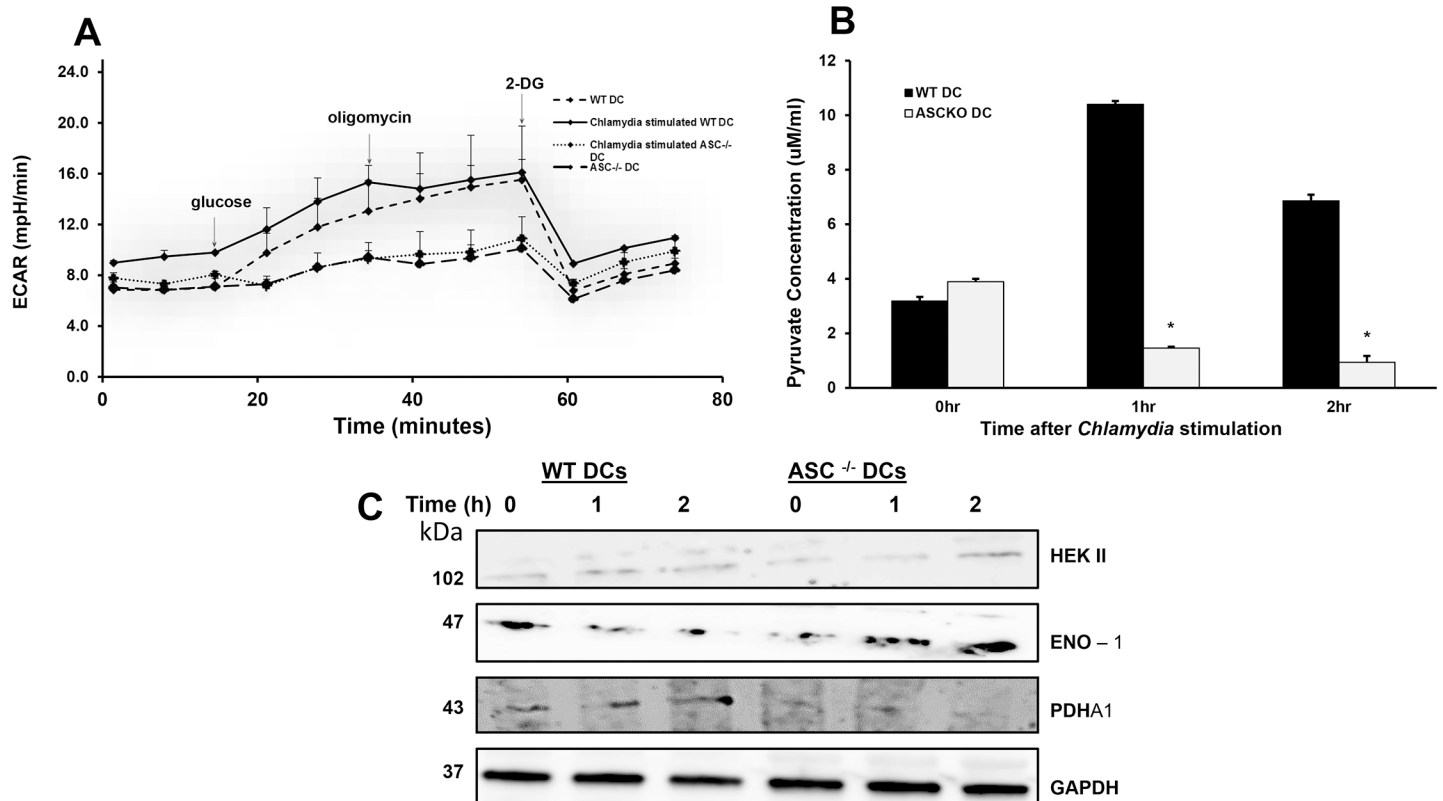 A
24.0
20.0
16.0
12.0
8.0
4.0
0.0
ECAR (mpH/min)
glucose
oligomycin
2-DG
WT DC
Chlamydia stimulated WT DC
Chlamydia stimulated ASC-/-
DC
ASC-/- DC
0 20 40 60 80
Time (minutes)
B
12
10
8
6
4
2
0
Pyruvate Concentration (uM/ml)
WT DC
ASCKO DC
*
*
0hr 1hr 2hr
Time after Chlamydia stimulation
C
WT DCs ASC -/- DCs
Time (h) 0 1 2 0 1 2
kDa
102 HEK II
47 ENO – 1
43 PDHA1
37 GAPDH